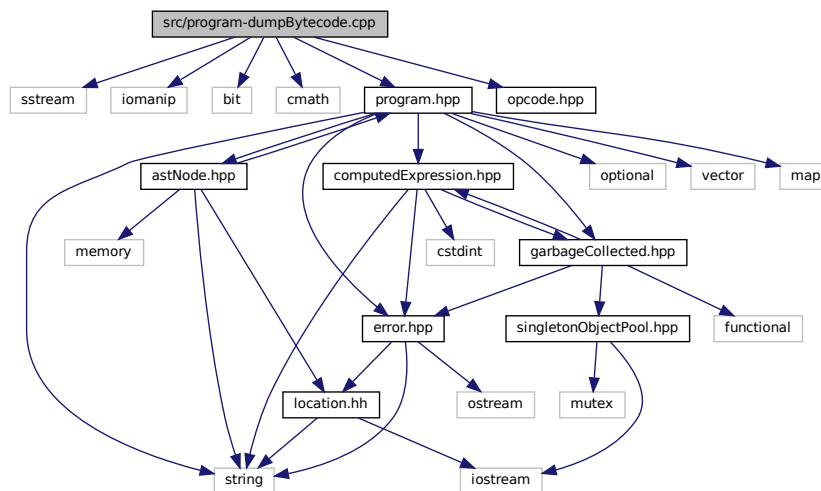 src/program-dumpBytecode.cpp
sstream
iomanip
bit
cmath
program.hpp
opcode.hpp
astNode.hpp
computedExpression.hpp
optional
vector
map
memory
cstdint
garbageCollected.hpp
error.hpp
singletonObjectPool.hpp
functional
location.hh
ostream
mutex
string
iostream